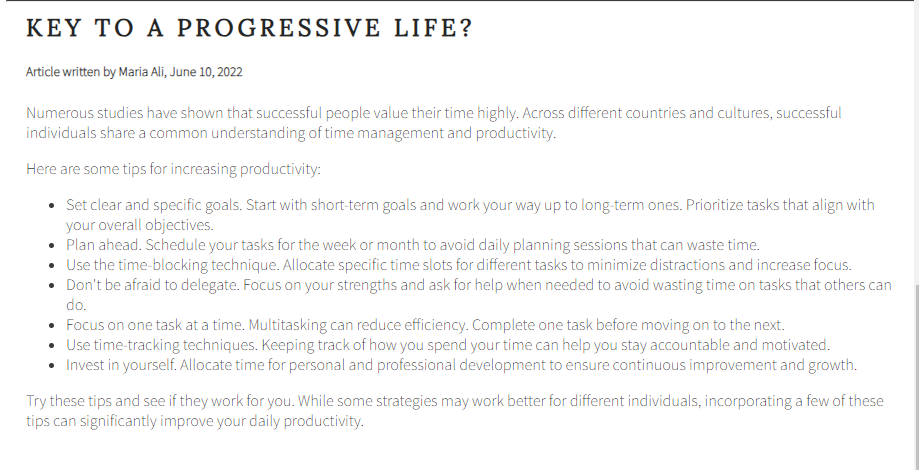 KEY TO A PROGRESSIVE LIFE?
Article written by Maria Ali, June 10, 2022
Numerous studies have shown that successful people value their time highly. Across different countries and cultures, successful
individuals share a common understanding of time management and productivity.
Here are some tips for increasing productivity:
• Set clear and specific goals. Start with short-term goals and work your way up to long-term ones. Prioritize tasks that align with
your overall objectives.
• Plan ahead. Schedule your tasks for the week or month to avoid daily planning sessions that can waste time.
• Use the time-blocking technique. Allocate specific time slots for different tasks to minimize distractions and increase focus.
• Don't be afraid to delegate. Focus on your strengths and ask for help when needed to avoid wasting time on tasks that others can
do.
• Focus on one task at a time. Multitasking can reduce efficiency. Complete one task before moving on to the next.
• Use time-tracking techniques. Keeping track of how you spend your time can help you stay accountable and motivated.
• Invest in yourself. Allocate time for personal and professional development to ensure continuous improvement and growth.
Try these tips and see if they work for you. While some strategies may work better for different individuals, incorporating a few of these
tips can significantly improve your daily productivity.